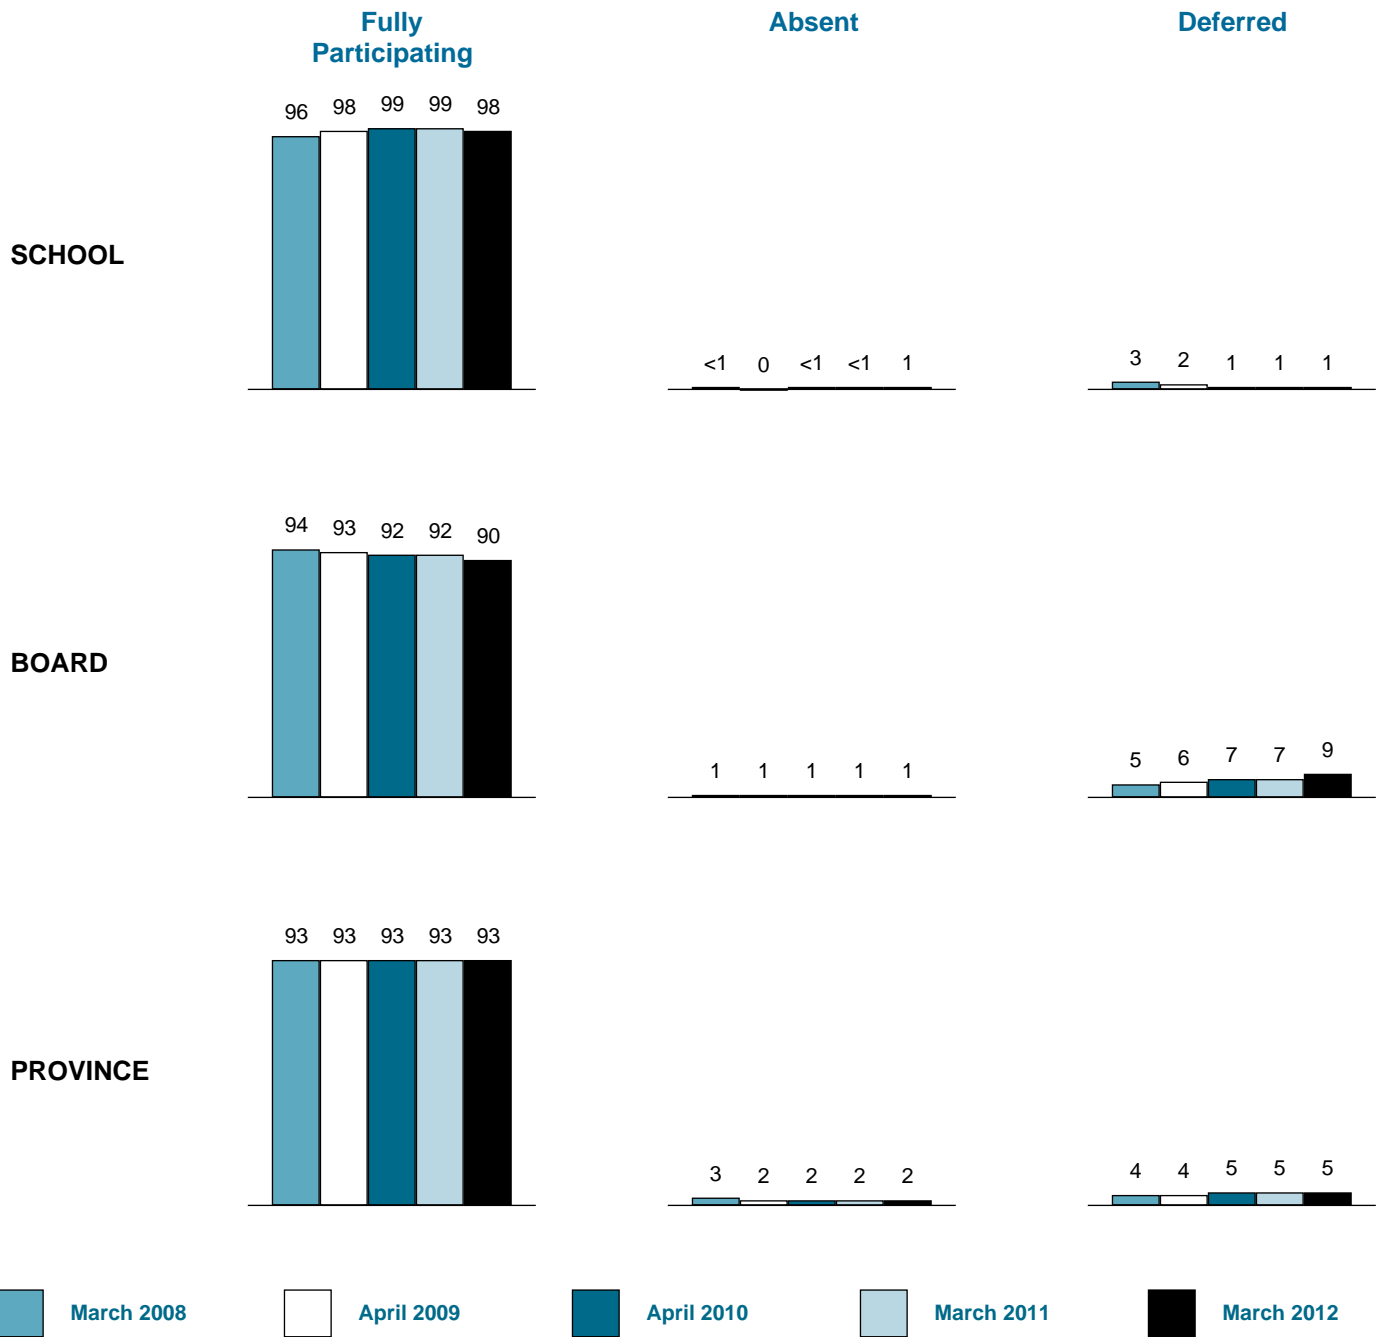 Fully
Participating
Absent
Deferred
96 98 99 99 98
<1 0 <1 <1 1
3 2 1 1 1
SCHOOL
94 93 92 92 90
1 1 1 1 1
5 6 7 7 9
BOARD
93 93 93 93 93
3 2 2 2 2
4 4 5 5 5
PROVINCE
March 2008
April 2009
April 2010
March 2011
March 2012